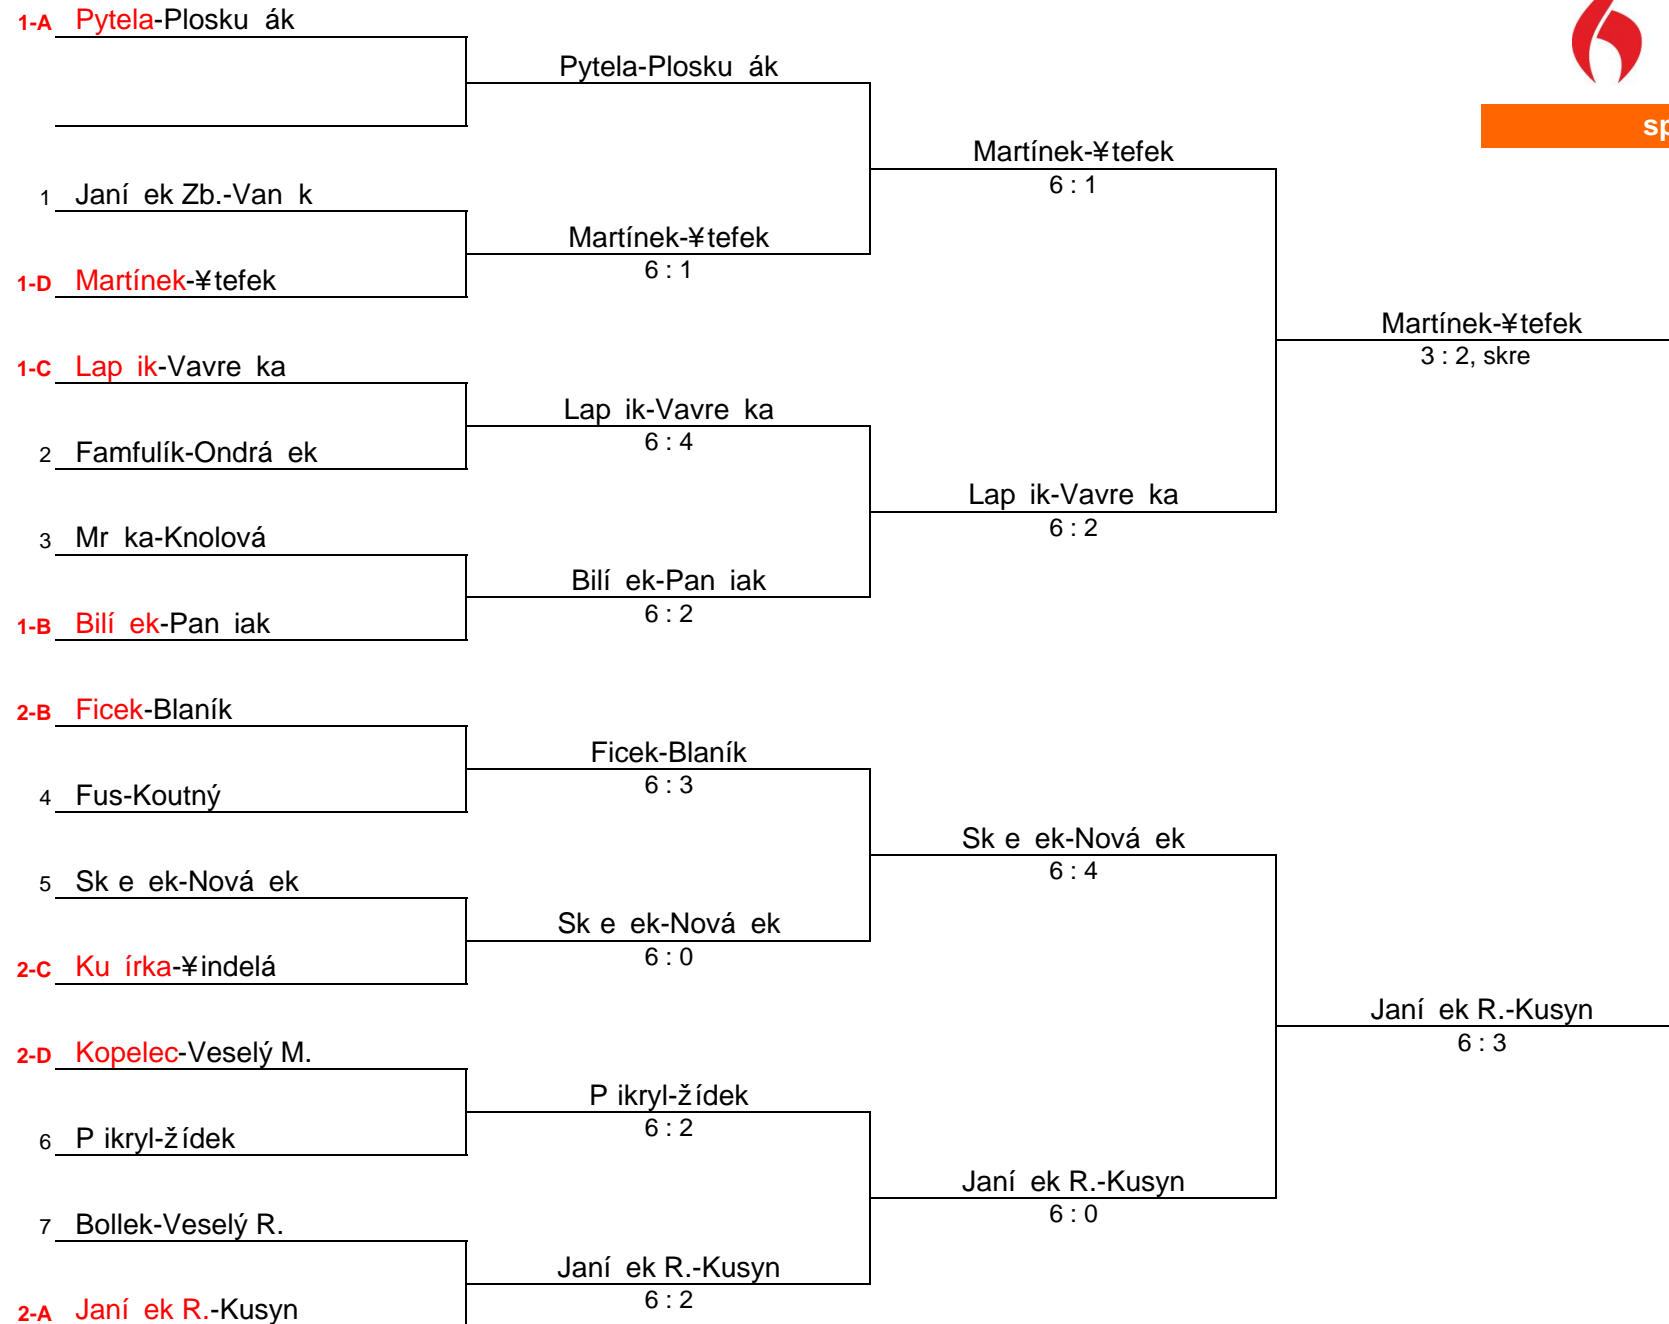 1-A Pytela-Plosku ák
Pytela-Plosku ák
sp
Martínek-¥tefek
6 : 1
1 Janí ek Zb.-Van k
Martínek-¥tefek
6 : 1
1-D Martínek-¥tefek
Martínek-¥tefek
3 : 2, skre
1-C Lap ik-Vavre ka
Lap ik-Vavre ka
6 : 4
2 Famfulík-Ondrá ek
Lap ik-Vavre ka
6 : 2
3 Mr ka-Knolová
Bilí ek-Pan iak
6 : 2
1-B Bilí ek-Pan iak
2-B Ficek-Blaník
Ficek-Blaník
6 : 3
4 Fus-Koutný
Sk e ek-Nová ek
6 : 4
5 Sk e ek-Nová ek
Sk e ek-Nová ek
6 : 0
2-C Ku írka-¥indelá
Janí ek R.-Kusyn
6 : 3
2-D Kopelec-Veselý M.
P ikryl-žídek
6 : 2
6 P ikryl-žídek
Janí ek R.-Kusyn
6 : 0
7 Bollek-Veselý R.
Janí ek R.-Kusyn
6 : 2
2-A Janí ek R.-Kusyn